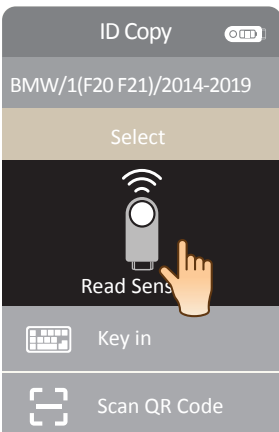 ID Copy
BMW/1(F20 F21)/2014-2019
Select
Read Sens
Key in
Scan QR Code